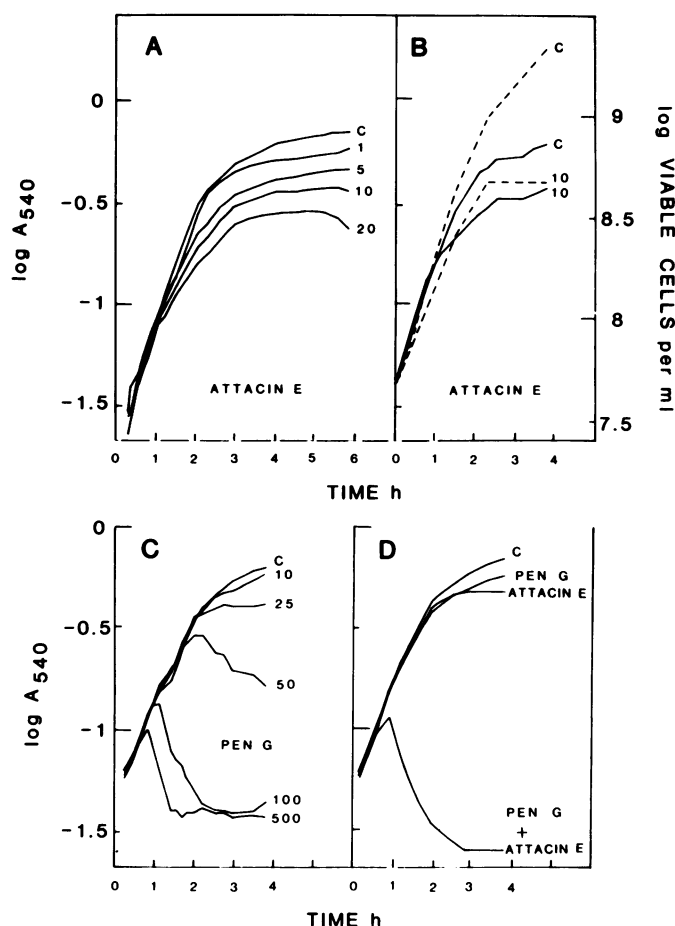 A
B
0
-0.5
-1
-1.5
log A540
C
1
5
10
20
ATTACIN E
0 1 2 3 4 5 6
C
C
10
10
ATTACIN E
0 1 2 3 4
9
8.5
8
7.5
log VIABLE CELLS per ml
TIME h
C
D
0
-0.5
-1
-1.5
log A540
C
10
25
50
PEN G
100
500
0 1 2 3 4
C
PEN G
ATTACIN E
PEN G
+
ATTACIN E
0 1 2 3 4
TIME h